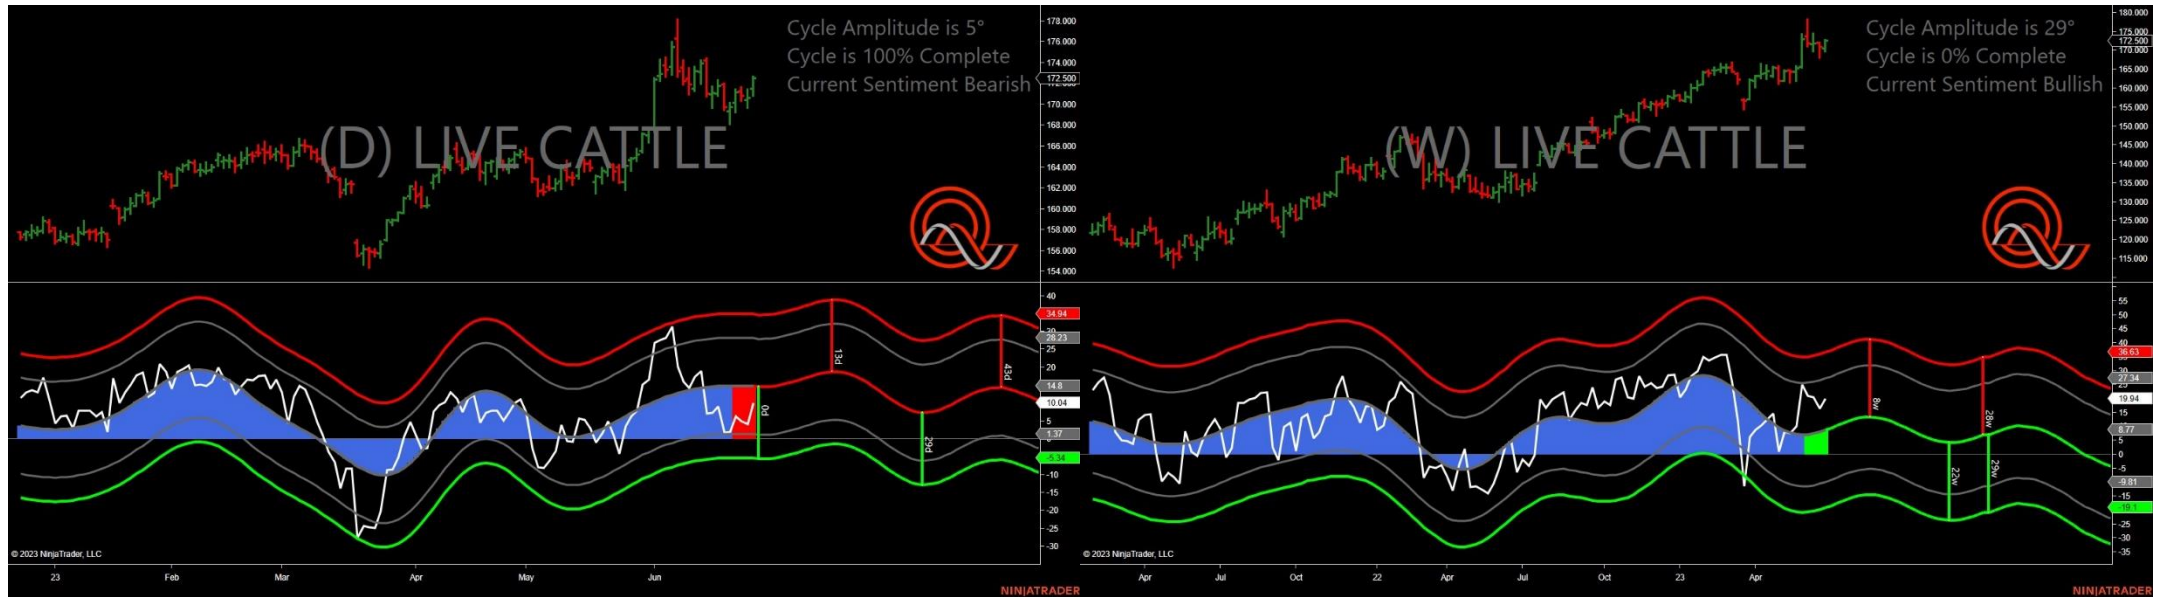 Cycle Amplitude is 5°
Cycle is 100% Complete
Current Sentiment Bearish
(D) LIVE CATTLE
178.000
176.000
174.000
172.500
170.000
168.000
166.000
164.000
162.000
160.000
158.000
156.000
154.000
40
34.94
28.23
25
20
14.8
10.04
5
1.37
-5.34
-10
-15
-20
-25
-30
13d
43d
0d
29d
© 2023 NinjaTrader, LLC
23
Feb
Mar
Apr
May
Jun
NINJATRADER
Cycle Amplitude is 29°
Cycle is 0% Complete
Current Sentiment Bullish
(W) LIVE CATTLE
180.000
172.500
170.000
165.000
160.000
155.000
150.000
145.000
140.000
135.000
130.000
125.000
120.000
115.000
55
50
45
40
36.63
27.34
19.94
15
8.77
5
0
-5
-9.81
-15
-19.1
-25
-30
-35
8w
28w
22w
29w
© 2023 NinjaTrader, LLC
Apr
Jul
Oct
22
Apr
Jul
Oct
23
Apr
NINJATRADER